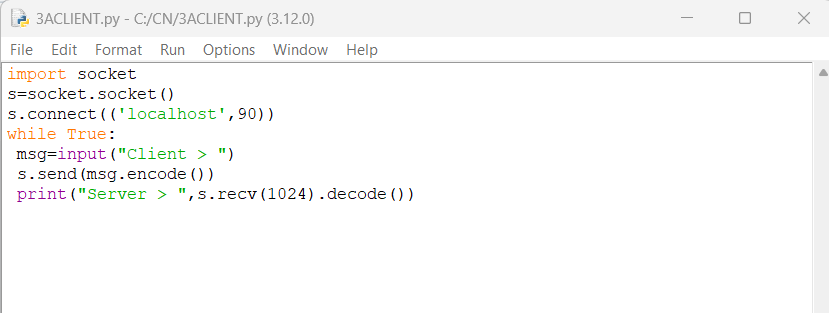 3ACLIENT.py - C:/CN/3ACLIENT.py (3.12.0)
File Edit Format Run Options Window Help
import socket
s=socket.socket()
s.connect(('localhost',90))
while True:
 msg=input("Client > ")
 s.send(msg.encode())
 print("Server > ",s.recv(1024).decode())